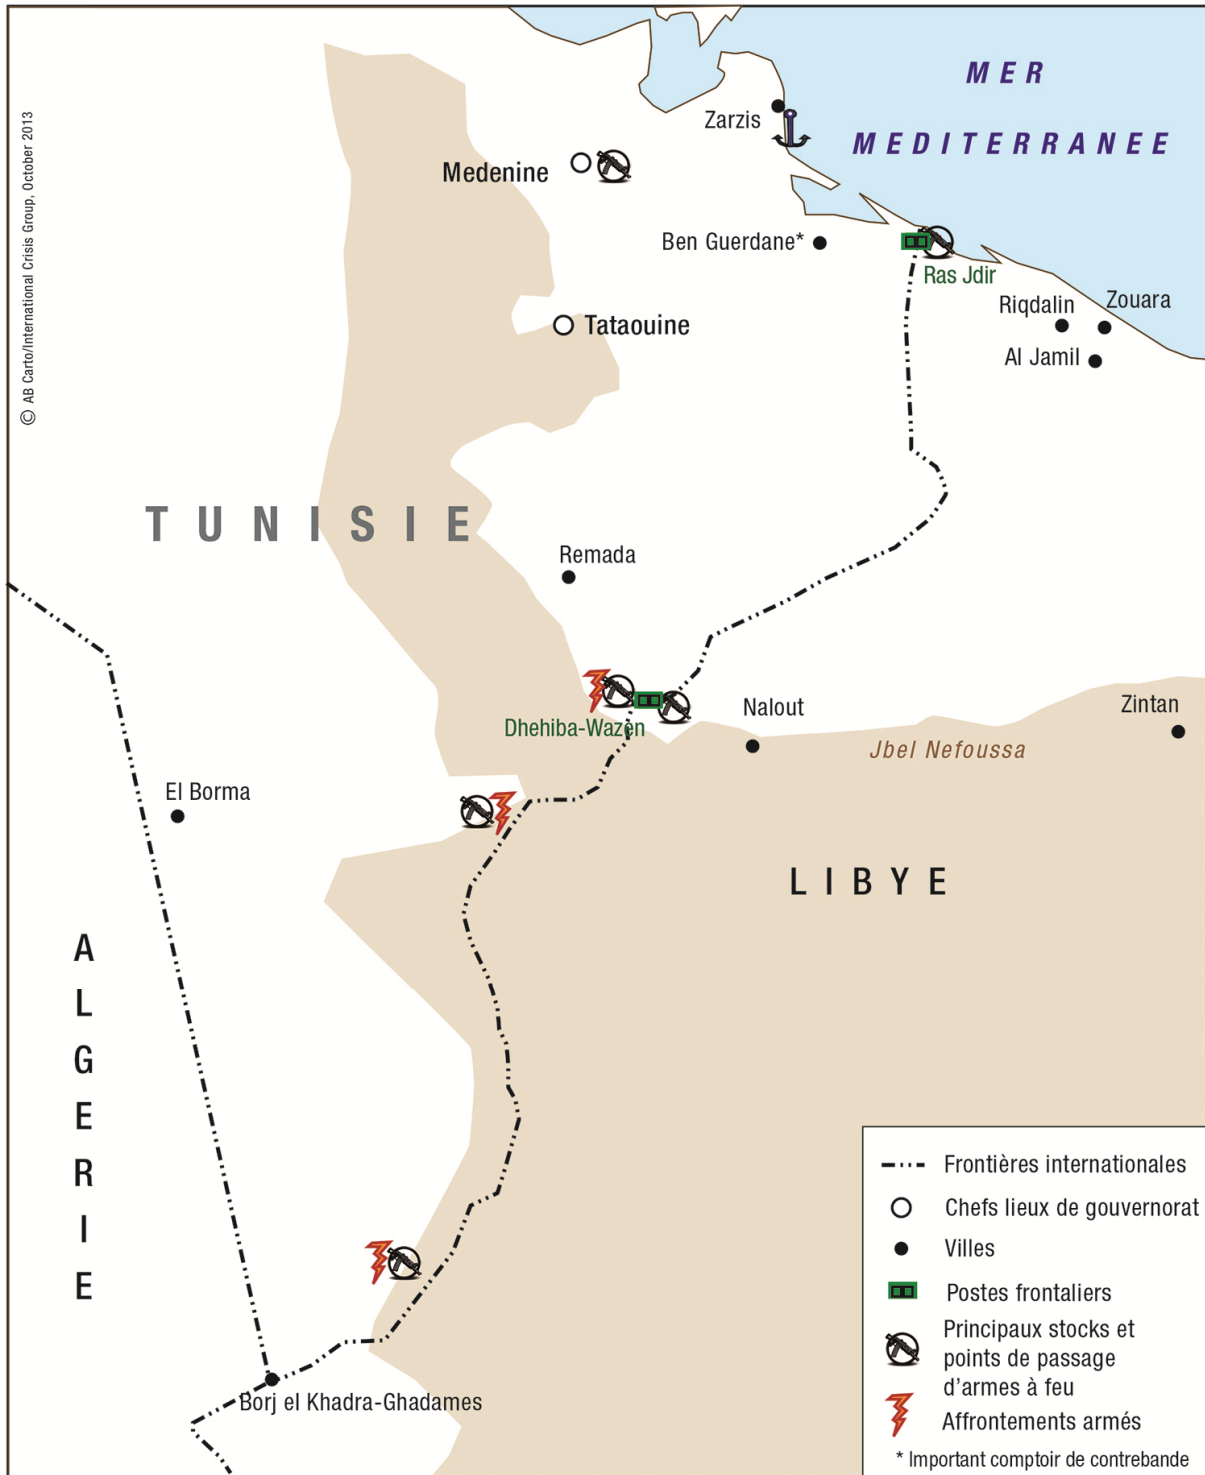 © AB Carto/International Crisis Group, October 2013
MER
MEDITERRANEE
Zarzis
Medenine
Ben Guerdane*
Ras Jdir
Riqdalin
Zouara
Al Jamil
Tataouine
TUNISIE
Remada
Dhehiba-Wazen
Nalout
Zintan
Jbel Nefoussa
El Borma
LIBYE
ALGERIE
Borj el Khadra-Ghadames
Frontières internationales
Chefs lieux de gouvernorat
Villes
Postes frontaliers
Principaux stocks et
points de passage
d'armes à feu
Affrontements armés
* Important comptoir de contrebande